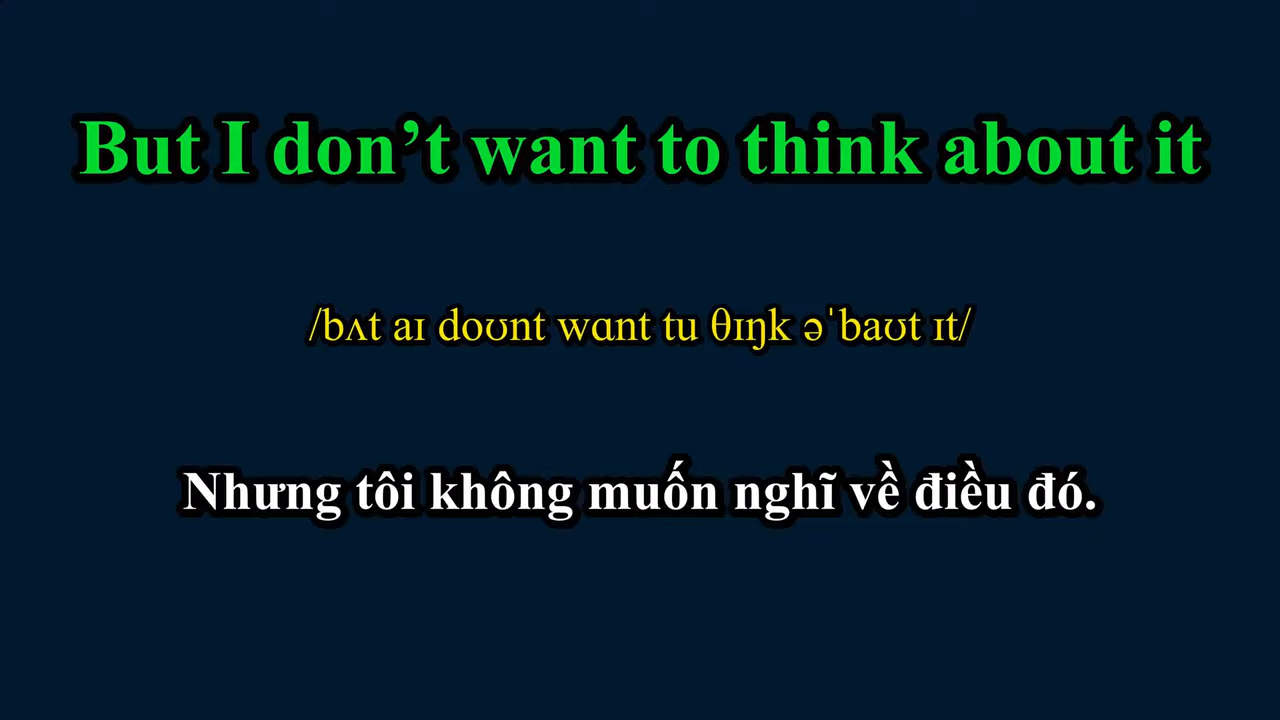 But I don’t want to think about it
/bʌt aɪ doʊnt wɑnt tu θɪŋk əˈbaʊt ɪt/
Nhưng tôi không muốn nghĩ về điều đó.